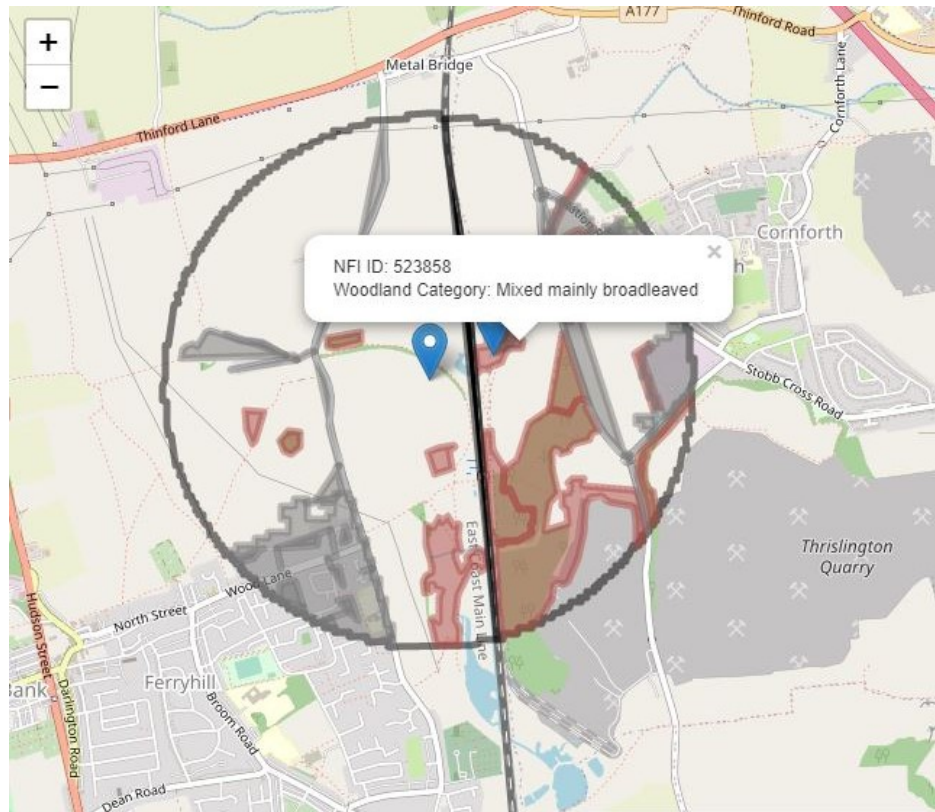 +
−
A177
Thinford Road
Metal Bridge
Cornforth Lane
Thinford Lane
Cornforth
×
NFI ID: 523858
Woodland Category: Mixed mainly broadleaved
h
Stobb Cross Road
Thrislington
Quarry
East Coast Main Line
Wood Lane
North Street
Hudson Street
Bank
Ferryhill
Darlington Road
Broom Road
Dean Road